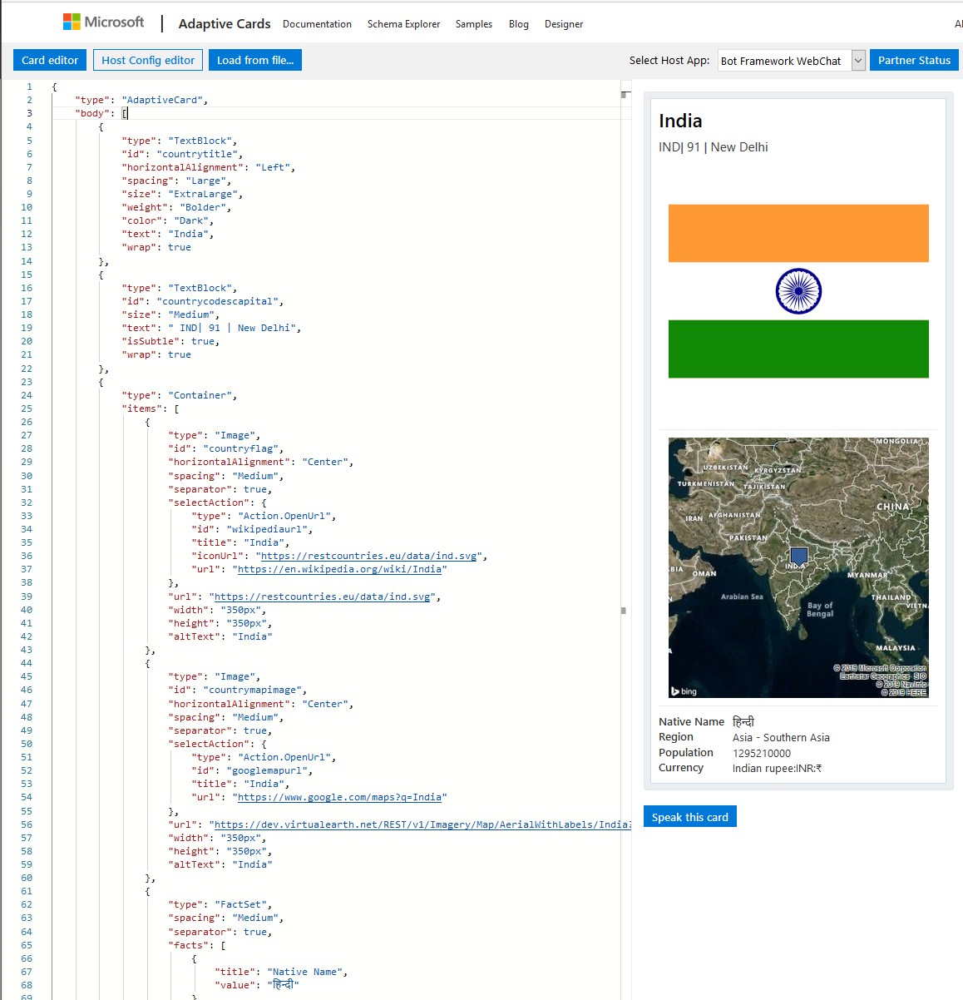 Microsoft | Adaptive Cards Documentation Schema Explorer Samples Blog Designer
Card editor Host Config editor Load from file... Select Host App: Bot Framework WebChat Partner Status
1 {
2 "type": "AdaptiveCard",
3 "body": [
4 {
5 "type": "TextBlock",
6 "id": "countrytitle",
7 "horizontalAlignment": "Left",
8 "spacing": "Large",
9 "size": "ExtraLarge",
10 "weight": "Bolder",
11 "color": "Dark",
12 "text": "India",
13 "wrap": true
14 },
15 {
16 "type": "TextBlock",
17 "id": "countrycodescapital",
18 "size": "Medium",
19 "text": " IND| 91 | New Delhi",
20 "isSubtle": true,
21 "wrap": true
22 },
23 {
24 "type": "Container",
25 "items": [
26 {
27 "type": "Image",
28 "id": "countryflag",
29 "horizontalAlignment": "Center",
30 "spacing": "Medium",
31 "separator": true,
32 "selectAction": {
33 "type": "Action.OpenUrl",
34 "id": "wikipediaurl",
35 "title": "India",
36 "iconUrl": "https://restcountries.eu/data/ind.svg",
37 "url": "https://en.wikipedia.org/wiki/India"
38 },
39 "url": "https://restcountries.eu/data/ind.svg",
40 "width": "350px",
41 "height": "350px",
42 "altText": "India"
43 },
44 {
45 "type": "Image",
46 "id": "countrymapimage",
47 "horizontalAlignment": "Center",
48 "spacing": "Medium",
49 "separator": true,
50 "selectAction": {
51 "type": "Action.OpenUrl",
52 "id": "googlemapurl",
53 "title": "India",
54 "url": "https://www.google.com/maps?q=India"
55 },
56 "url": "https://dev.virtualearth.net/REST/v1/Imagery/Map/AerialWithLabels/India?
57 "width": "350px",
58 "height": "350px",
59 "altText": "India"
60 },
61 {
62 "type": "FactSet",
63 "spacing": "Medium",
64 "separator": true,
65 "facts": [
66 {
67 "title": "Native Name",
68 "value": "हिन्दी"
69 }
India
IND| 91 | New Delhi
MONGOLIA
UZBEKISTAN KYRGYZSTAN
TURKMENISTAN TAJIKISTAN
CHINA
IRAN AFGHANISTAN
PAKISTAN
INDIA
OMAN MYANMAR
Arabian Sea THAILAND
Bay of
Bengal
MALAYSIA
© 2019 Microsoft Corporation
Earthstar Geographics SIO
© 2019 NavInfo
bing © 2019 HERE
Native Name हिन्दी
Region Asia - Southern Asia
Population 1295210000
Currency Indian rupee:INR:₹
Speak this card